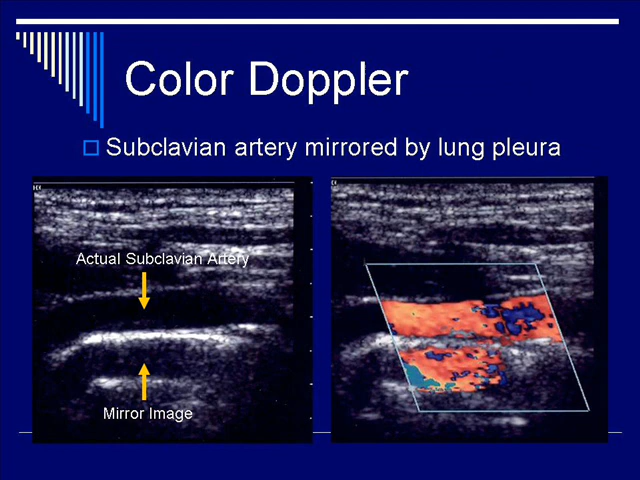 Color Doppler
Subclavian artery mirrored by lung pleura
Actual Subclavian Artery
Mirror Image